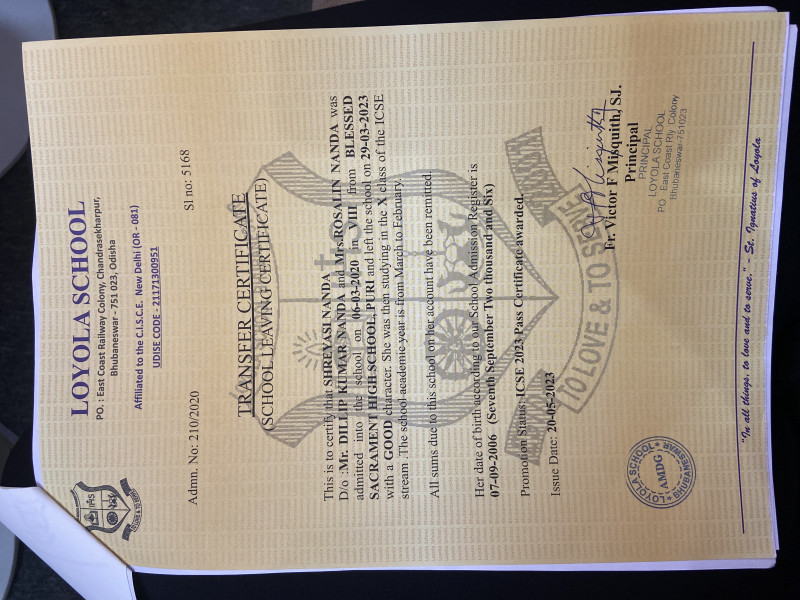 LOYOLA SCHOOL
PO. : East Coast Railway Colony, Chandrasekharpur,
Bhubaneswar - 751 023, Odisha
Affiliated to the C.I.S.C.E. New Delhi (OR - 081)
UDISE CODE - 21171300951
IHS
Admn. No: 210/2020 Sl no: 5168
TRANSFER CERTIFICATE
(SCHOOL LEAVING CERTIFICATE)
This is to certify that SHREYASI NANDA
D/o :Mr. DILLIP KUMAR NANDA and Mrs.ROSALIN NANDA was
admitted into the school on 06-03-2020 in VIII from BLESSED
SACRAMENT HIGH SCHOOL, PURI and left the school on 29-03-2023
with a GOOD character. She was then studying in the X class of the ICSE
stream .The school academic year is from March to February.
All sums due to this school on her account have been remitted.
Her date of birth according to our School Admission Register is
07-09-2006 (Seventh September Two thousand and Six)
Promotion Status: ICSE 2023 Pass Certificate awarded.
Issue Date: 20-05-2023
TO LOVE & TO SERVE
Fr. Victor F Misquith, SJ.
Principal
PRINCIPAL
LOYOLA SCHOOL
PO East Coast Rly. Colony
Bhubaneswar-751023
LOYOLA SCHOOL
AMDG
BHUBANESWAR
"In all things, to love and to serve." - St. Ignatius of Loyola